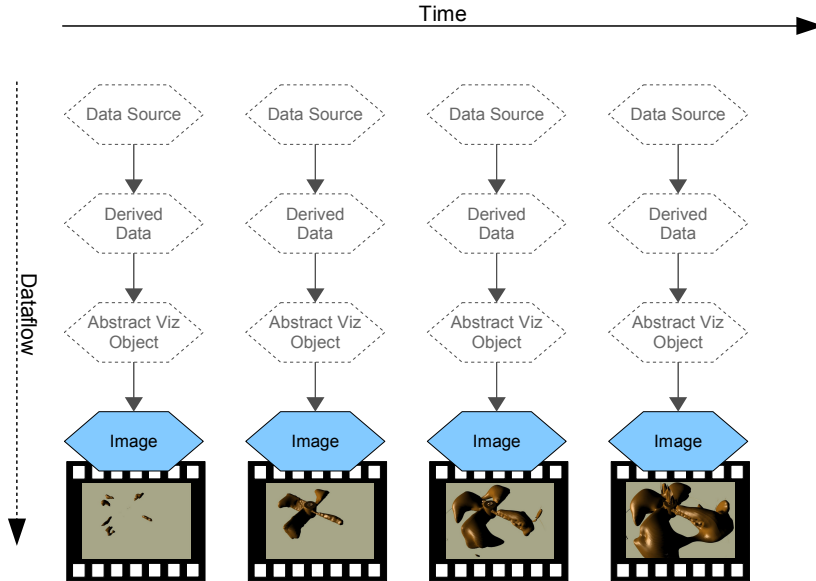 Time
Data Source
Data Source
Data Source
Data Source
Derived
Data
Derived
Data
Derived
Data
Derived
Data
Dataflow
Abstract Viz
Object
Abstract Viz
Object
Abstract Viz
Object
Abstract Viz
Object
Image
Image
Image
Image